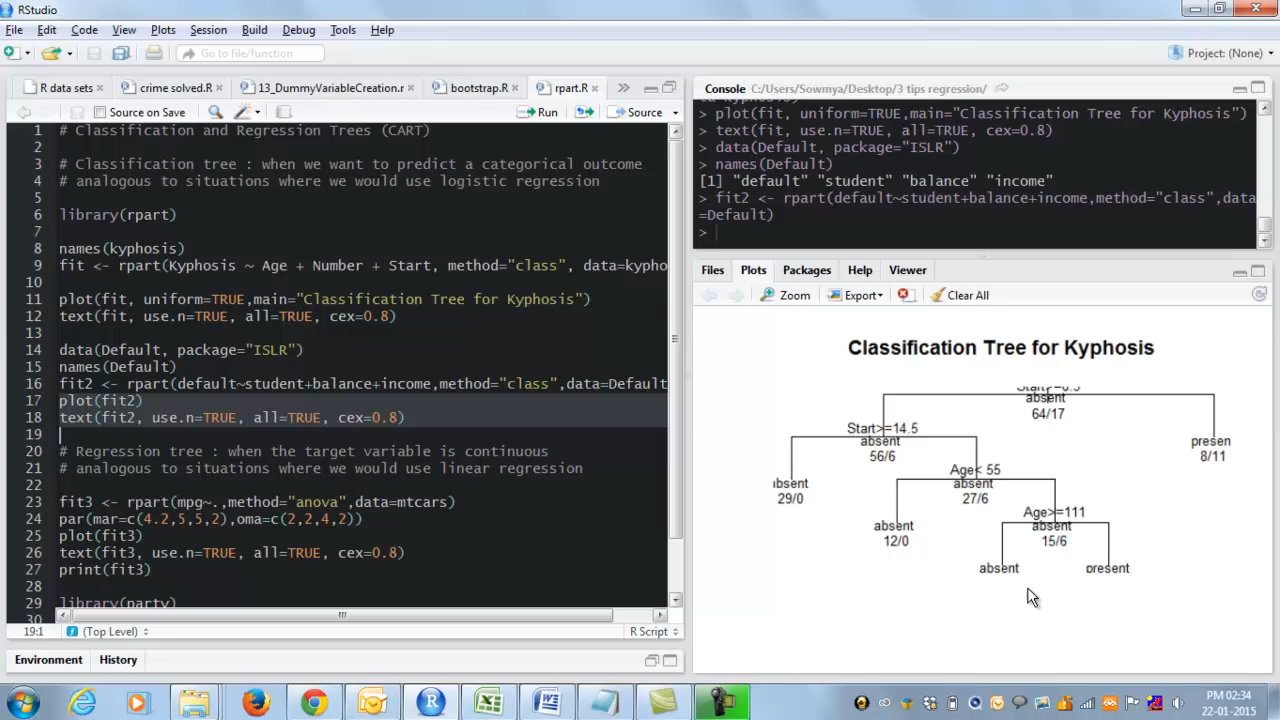 RStudio
File Edit Code View Plots Session Build Debug Tools Help
Go to file/function
Project: (None)
R data sets
crime solved.R
13_DummyVariableCreation.r
bootstrap.R
rpart.R
Source on Save
Run
Source
1 # Classification and Regression Trees (CART)
2
3 # Classification tree : when we want to predict a categorical outcome
4 # analogous to situations where we would use logistic regression
5
6 library(rpart)
7
8 names(kyphosis)
9 fit <- rpart(Kyphosis ~ Age + Number + Start, method="class", data=kypho
10
11 plot(fit, uniform=TRUE,main="Classification Tree for Kyphosis")
12 text(fit, use.n=TRUE, all=TRUE, cex=0.8)
13
14 data(Default, package="ISLR")
15 names(Default)
16 fit2 <- rpart(default~student+balance+income,method="class",data=Default
17 plot(fit2)
18 text(fit2, use.n=TRUE, all=TRUE, cex=0.8)
19
20 # Regression tree : when the target variable is continuous
21 # analogous to situations where we would use linear regression
22
23 fit3 <- rpart(mpg~.,method="anova",data=mtcars)
24 par(mar=c(4.2,5,5,2),oma=c(2,2,4,2))
25 plot(fit3)
26 text(fit3, use.n=TRUE, all=TRUE, cex=0.8)
27 print(fit3)
28
29 library(party)
30
19:1 (Top Level) R Script
Environment History
Console C:/Users/Sowmya/Desktop/3 tips regression/
> plot(fit, uniform=TRUE,main="Classification Tree for Kyphosis")
> text(fit, use.n=TRUE, all=TRUE, cex=0.8)
> data(Default, package="ISLR")
> names(Default)
[1] "default" "student" "balance" "income"
> fit2 <- rpart(default~student+balance+income,method="class",data
=Default)
>
Files Plots Packages Help Viewer
Zoom Export Clear All
Classification Tree for Kyphosis
absent
64/17
Start>=14.5
absent
56/6
presen
8/11
Age< 55
absent
27/6
absent
29/0
Age>=111
absent
15/6
absent
12/0
absent
present
PM 02:34
22-01-2015